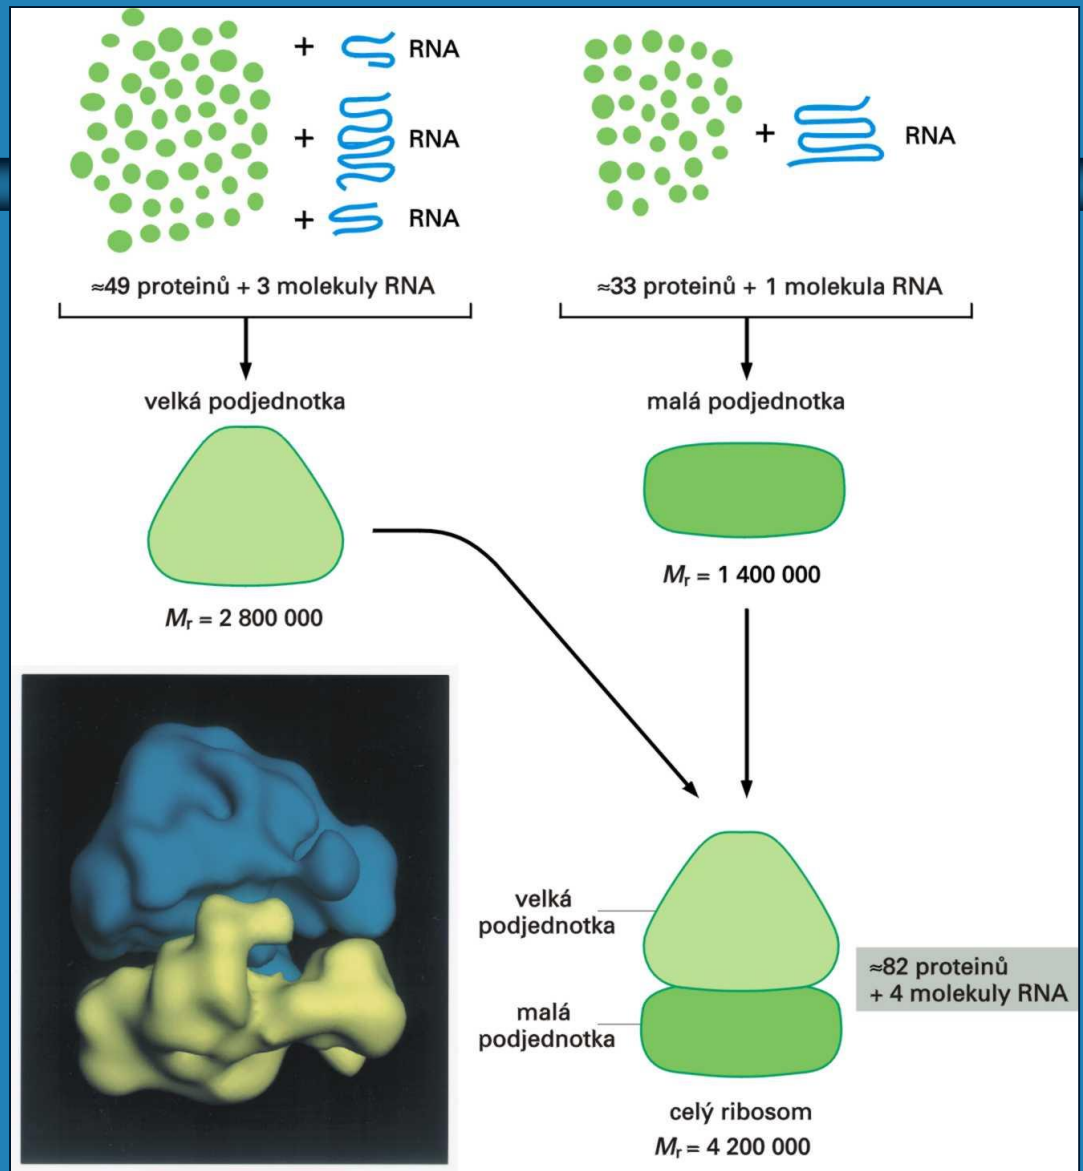 + RNA
+ RNA
+ RNA
≈49 proteinů + 3 molekuly RNA
velká podjednotka
Mr = 2 800 000
+ RNA
≈33 proteinů + 1 molekula RNA
malá podjednotka
Mr = 1 400 000
velká
podjednotka
malá
podjednotka
≈82 proteinů
+ 4 molekuly RNA
celý ribosom
Mr = 4 200 000